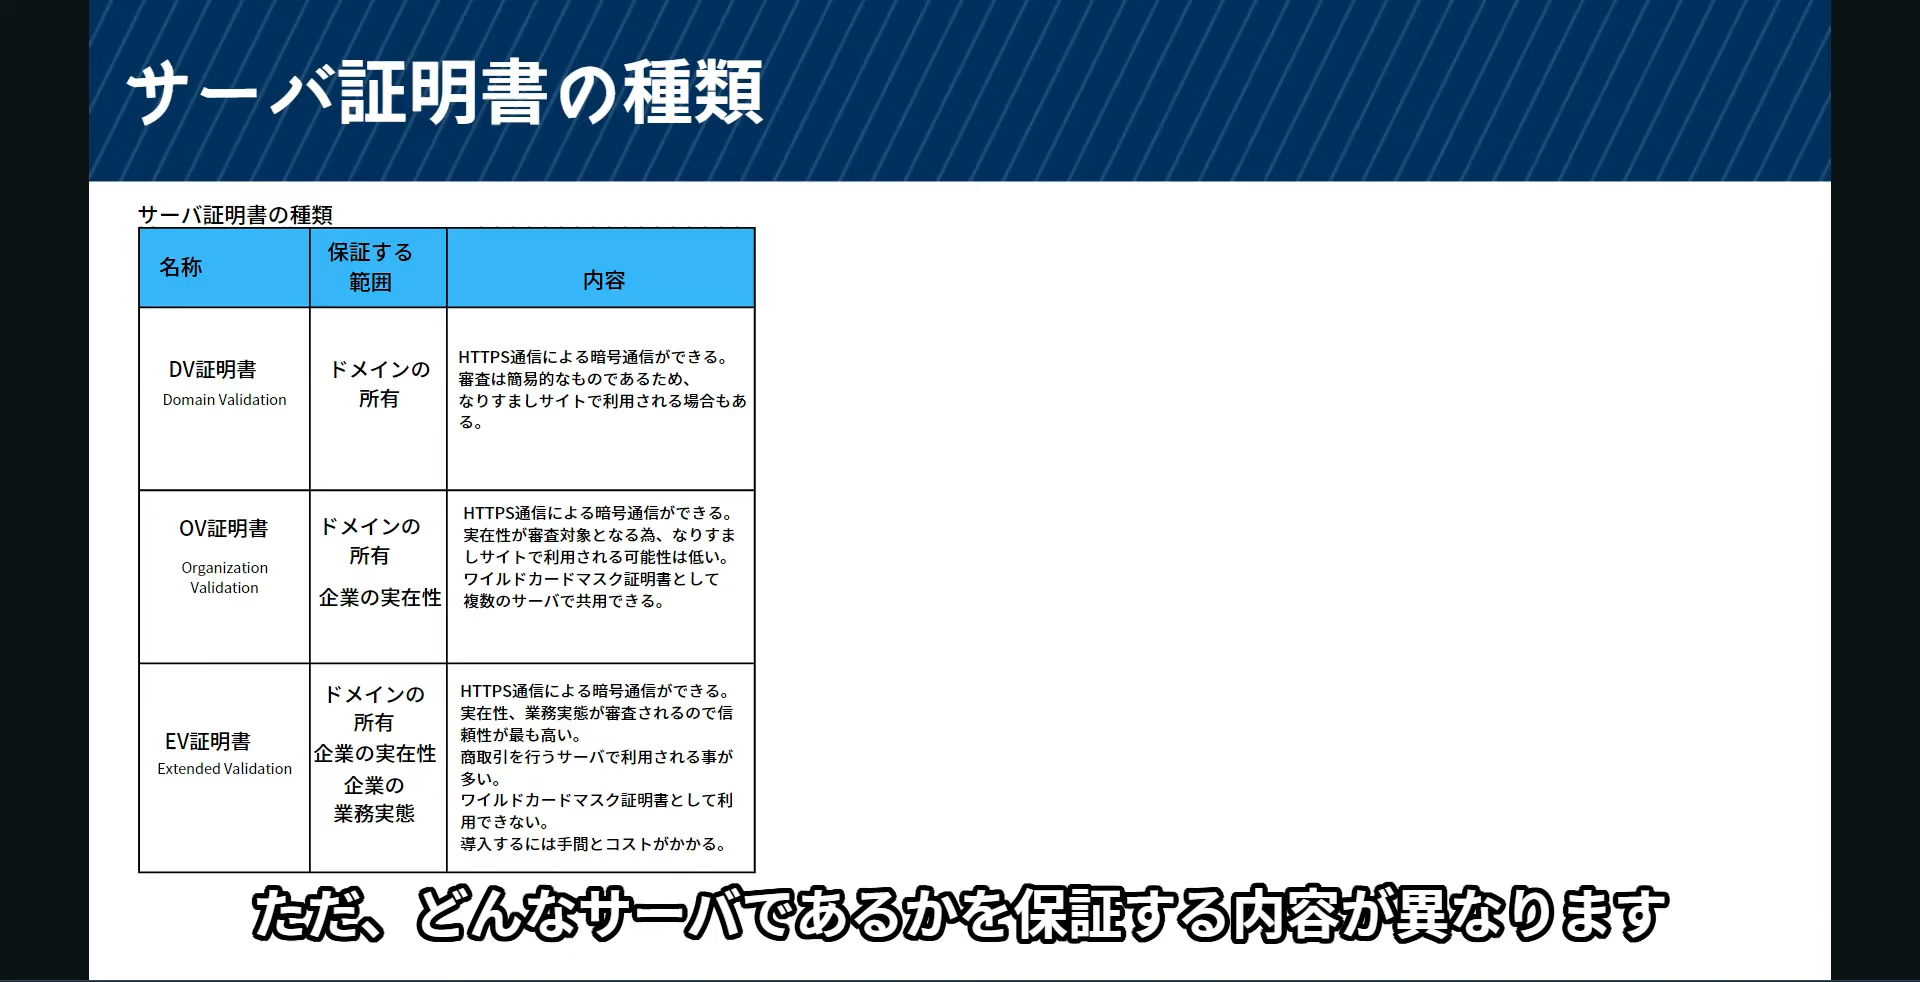 サーバ証明書の種類
サーバ証明書の種類
名称
保証する
範囲
内容
DV証明書
Domain Validation
ドメインの
所有
HTTPS通信による暗号通信ができる。
審査は簡易的なものであるため、
なりすましサイトで利用される場合もあ
る。
OV証明書
Organization
Validation
ドメインの
所有
企業の実在性
HTTPS通信による暗号通信ができる。
実在性が審査対象となる為、なりすま
しサイトで利用される可能性は低い。
ワイルドカードマスク証明書として
複数のサーバで共用できる。
EV証明書
Extended Validation
ドメインの
所有
企業の実在性
企業の
業務実態
HTTPS通信による暗号通信ができる。
実在性、業務実態が審査されるので信
頼性が最も高い。
商取引を行うサーバで利用される事が
多い。
ワイルドカードマスク証明書として利
用できない。
導入するには手間とコストがかかる。
ただ、どんなサーバであるかを保証する内容が異なります